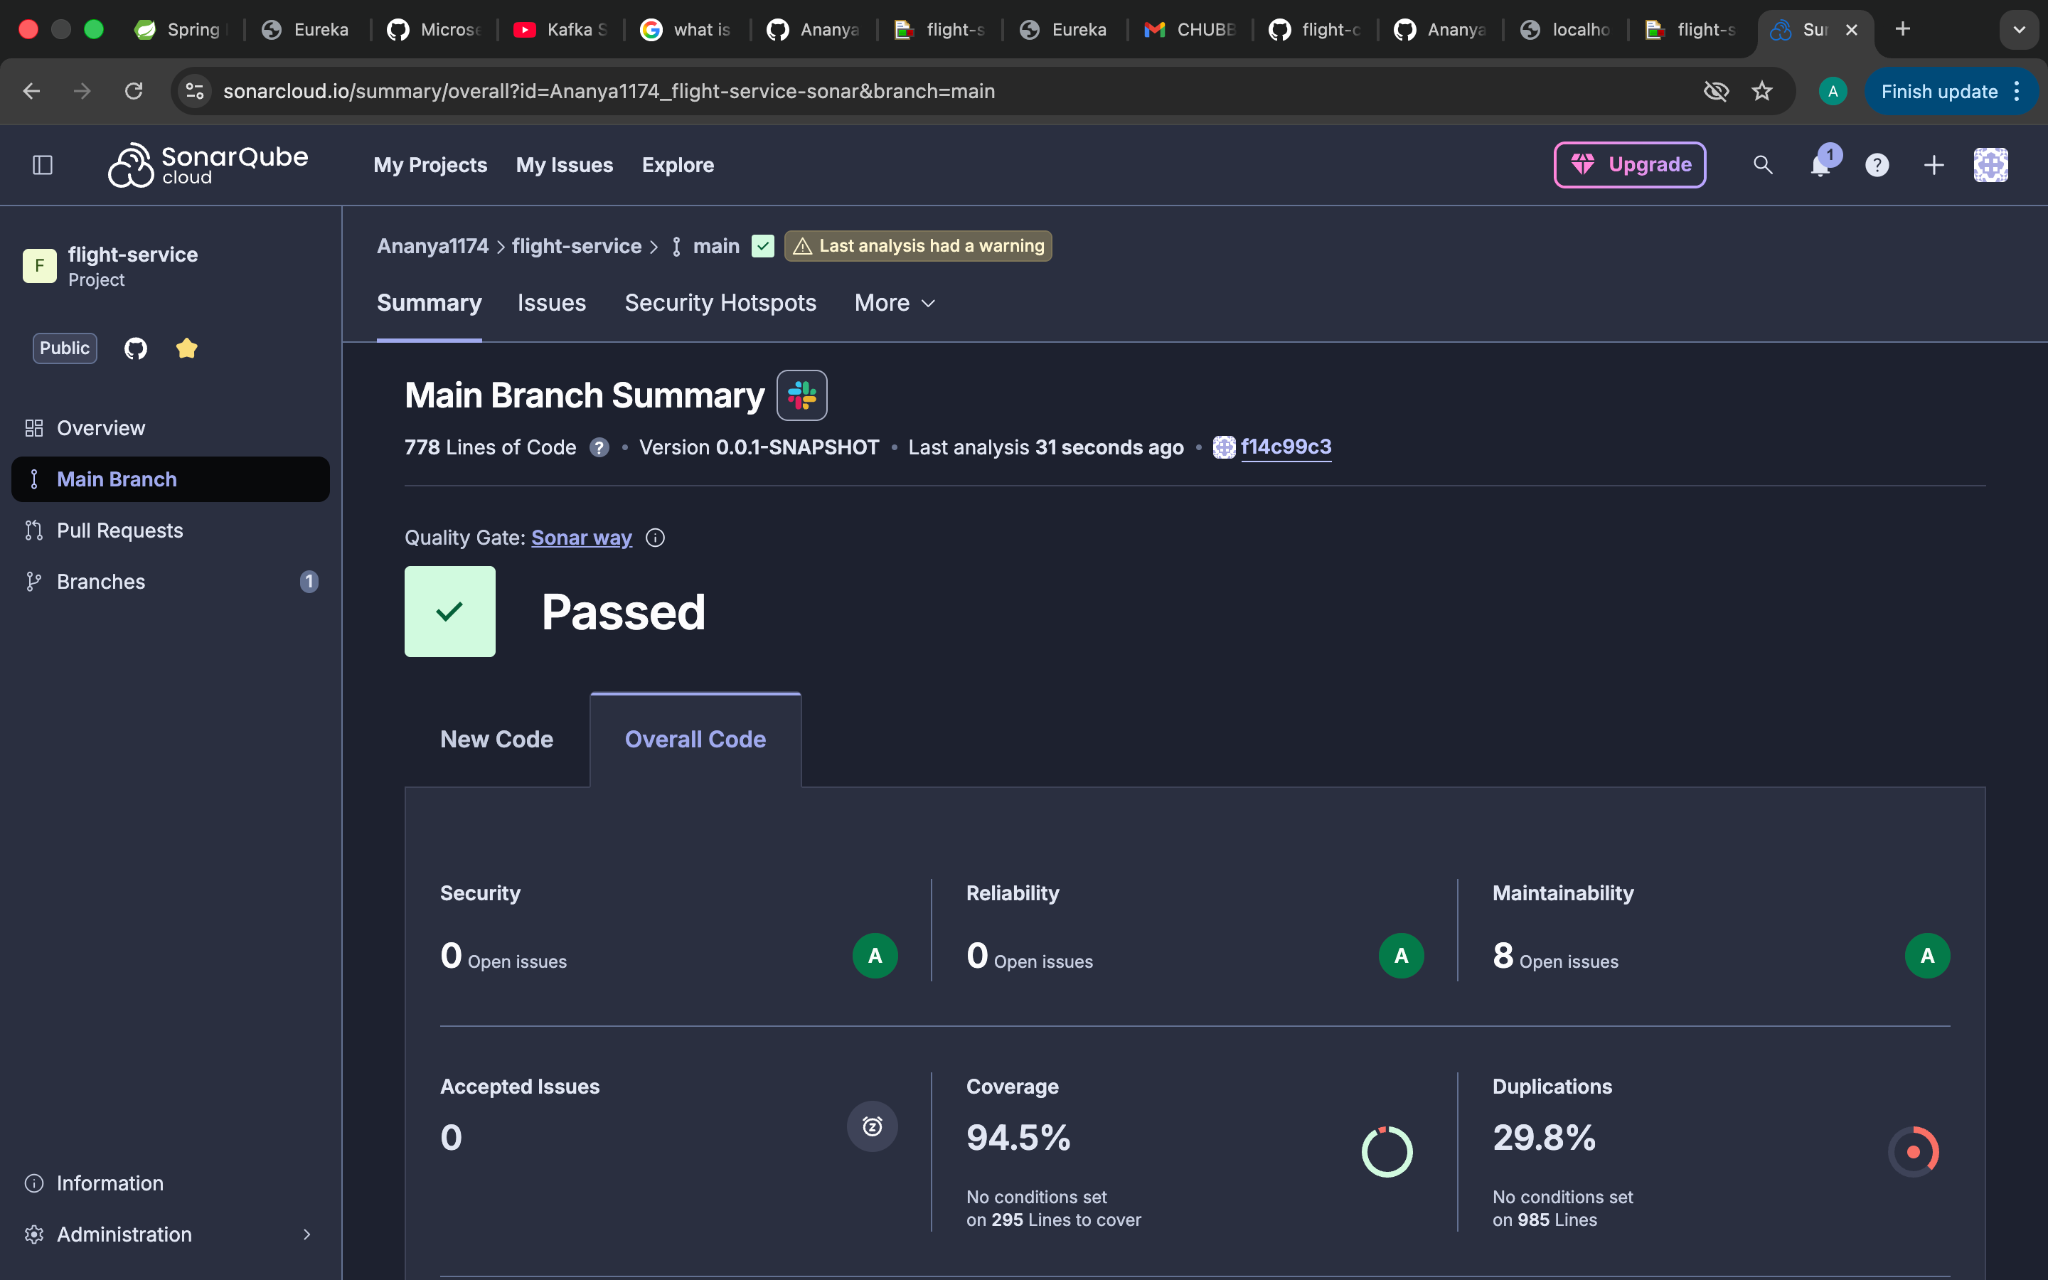 Spring
Eureka
Microso
Kafka S
what is
Ananya
flight-s
Eureka
CHUBB
flight-c
Ananya
localho
flight-s
Sur
sonarcloud.io/summary/overall?id=Ananya1174_flight-service-sonar&branch=main
A
Finish update
SonarQube
cloud
My Projects
My Issues
Explore
Upgrade
1
F
flight-service
Project
Public
Overview
Main Branch
Pull Requests
Branches
1
Information
Administration
Ananya1174 > flight-service > main
Last analysis had a warning
Summary
Issues
Security Hotspots
More
Main Branch Summary
778 Lines of Code ? • Version 0.0.1-SNAPSHOT • Last analysis 31 seconds ago • f14c99c3
Quality Gate: Sonar way
Passed
New Code
Overall Code
Security
0 Open issues
A
Reliability
0 Open issues
A
Maintainability
8 Open issues
A
Accepted Issues
0
Coverage
94.5%
No conditions set
on 295 Lines to cover
Duplications
29.8%
No conditions set
on 985 Lines